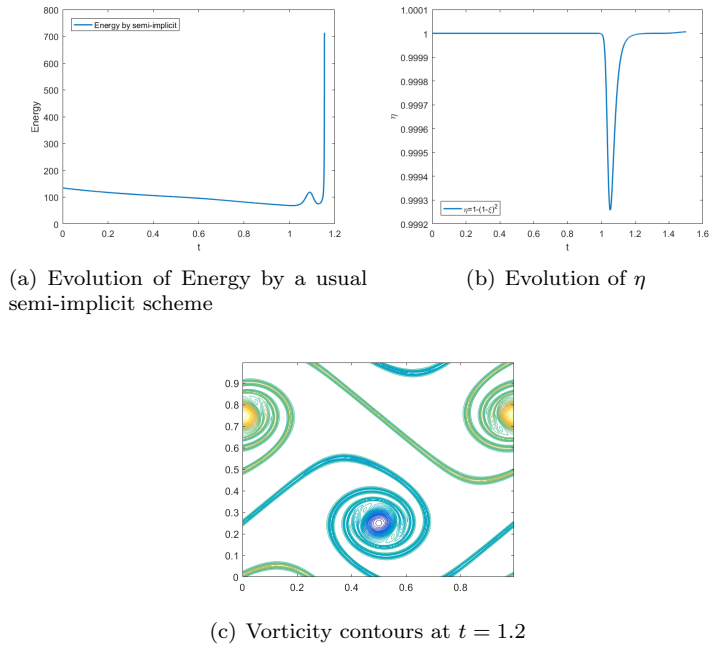 800
700
600
500
400
300
200
100
0
Energy
Energy by semi-implicit
0 0.2 0.4 0.6 0.8 1 1.2
t
(a) Evolution of Energy by a usual
semi-implicit scheme
1.0001
1
0.9999
0.9998
0.9997
0.9996
0.9995
0.9994
0.9993
0.9992
η
η=1-(1-ξ)²
0 0.2 0.4 0.6 0.8 1 1.2 1.4 1.6
t
(b) Evolution of η
0.9
0.8
0.7
0.6
0.5
0.4
0.3
0.2
0.1
0
0 0.2 0.4 0.6 0.8
(c) Vorticity contours at t = 1.2